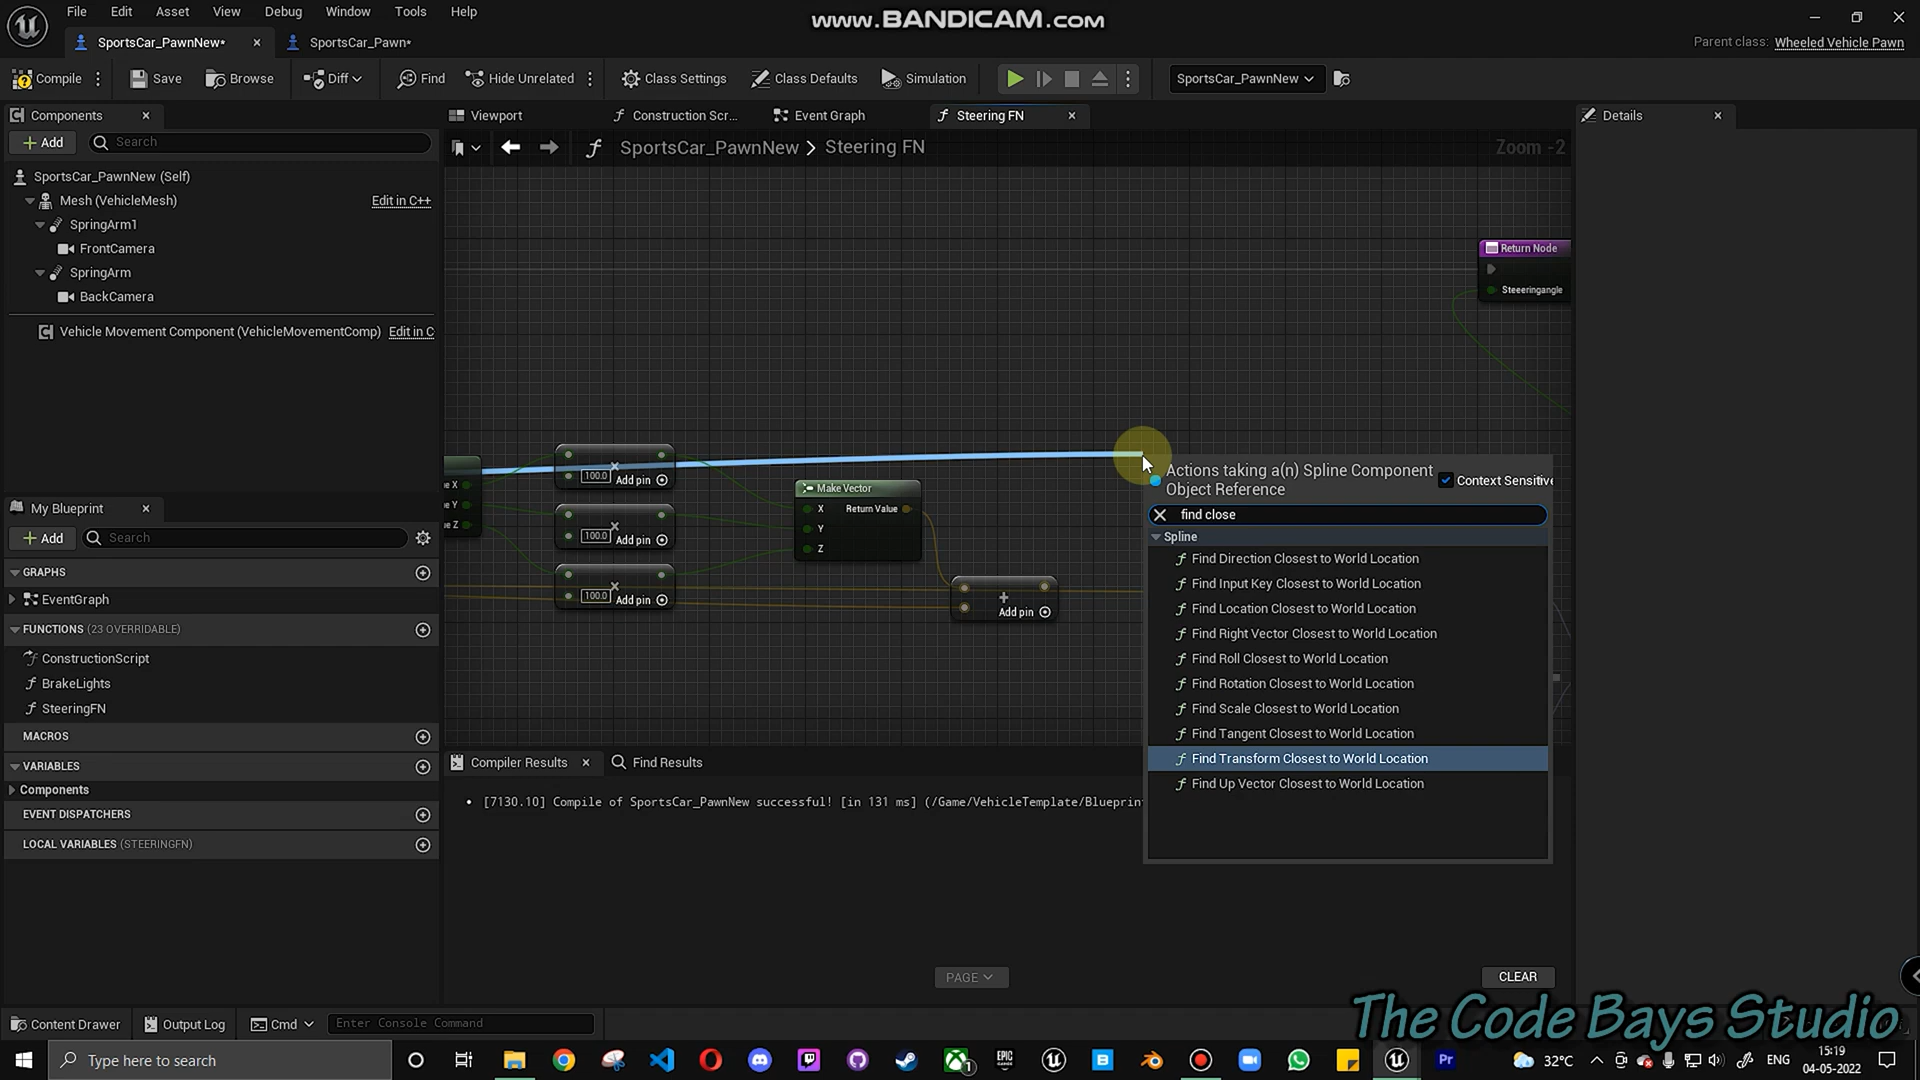 File Edit Asset View Debug Window Tools Help
www.BANDICAM.com
SportsCar_PawnNew*
SportsCar_Pawn*
Parent class: Wheeled Vehicle Pawn
Compile
Save
Browse
Diff
Find
Hide Unrelated
Class Settings
Class Defaults
Simulation
SportsCar_PawnNew
Components
Add
Search
SportsCar_PawnNew (Self)
Mesh (VehicleMesh) Edit in C++
SpringArm1
FrontCamera
SpringArm
BackCamera
Vehicle Movement Component (VehicleMovementComp) Edit in C
My Blueprint
Add
Search
GRAPHS
EventGraph
FUNCTIONS (23 OVERRIDABLE)
ConstructionScript
BrakeLights
SteeringFN
MACROS
VARIABLES
Components
EVENT DISPATCHERS
LOCAL VARIABLES (STEERINGFN)
Viewport
Construction Scr...
Event Graph
Steering FN
SportsCar_PawnNew > Steering FN
Zoom -2
Return Node
Steeeringangle
e X
e Y
e Z
100.0 Add pin
100.0 Add pin
100.0 Add pin
Make Vector
X Return Value
Y
Z
Add pin
Actions taking a(n) Spline Component
Object Reference
Context Sensitive
find close
Spline
Find Direction Closest to World Location
Find Input Key Closest to World Location
Find Location Closest to World Location
Find Right Vector Closest to World Location
Find Roll Closest to World Location
Find Rotation Closest to World Location
Find Scale Closest to World Location
Find Tangent Closest to World Location
Find Transform Closest to World Location
Find Up Vector Closest to World Location
Compiler Results
Find Results
[7130.10] Compile of SportsCar_PawnNew successful! [in 131 ms] (/Game/VehicleTemplate/Blueprint
PAGE
CLEAR
Details
The Code Bays Studio
Content Drawer
Output Log
Cmd
Enter Console Command
Type here to search
32°C
ENG
15:19
04-05-2022